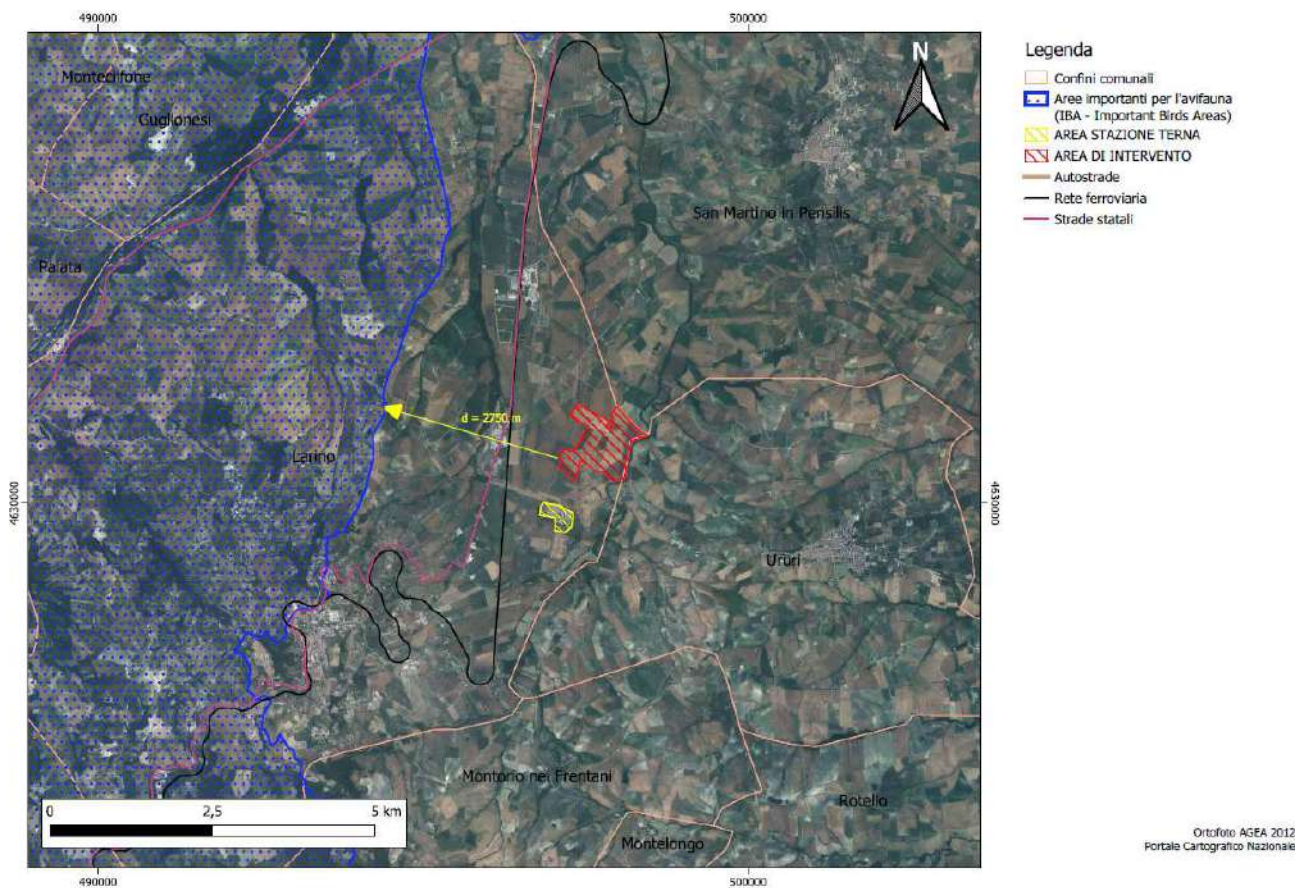 490000
500000
N
Montecilfone
Guglionesi
San Martino in Pensilis
Palata
d = 2750 m
Larino
4630000
4630000
Ururi
Montorio nei Frentani
Rotello
Montelongo
0
2,5
5 km
490000
500000
Legenda
Confini comunali
Aree importanti per l'avifauna
(IBA - Important Birds Areas)
AREA STAZIONE TERNA
AREA DI INTERVENTO
Autostrade
Rete ferroviaria
Strade statali
Ortofoto AGEA 2012
Portale Cartografico Nazionale